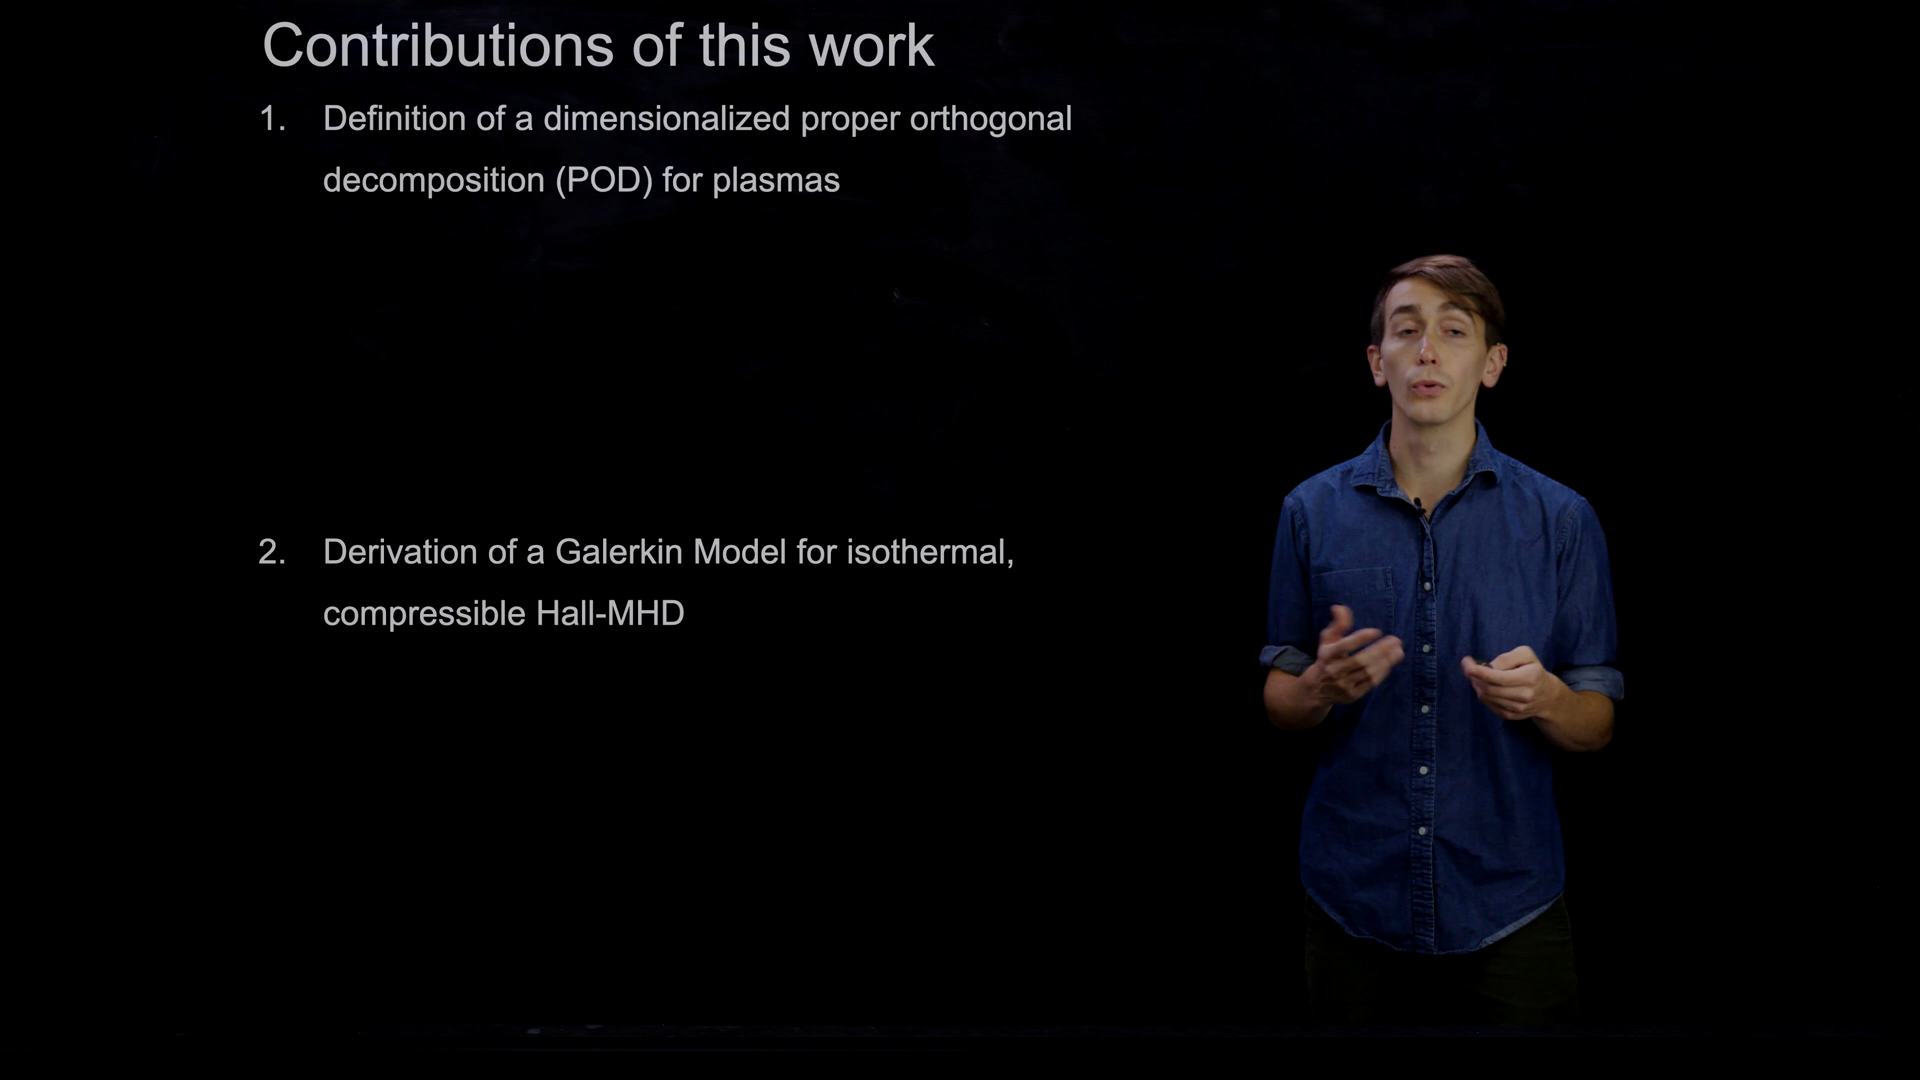 Contributions of this work
1. Definition of a dimensionalized proper orthogonal
decomposition (POD) for plasmas
2. Derivation of a Galerkin Model for isothermal,
compressible Hall-MHD